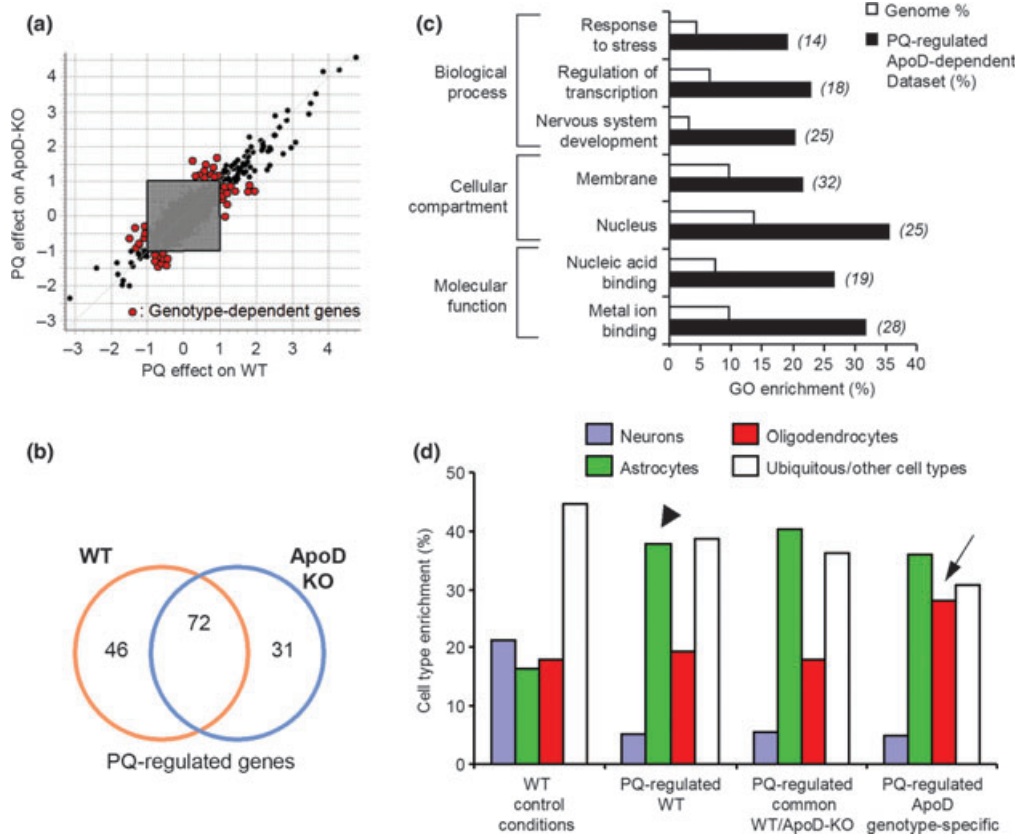 (a)
PQ effect on ApoD-KO
4
3
2
1
0
−1
−2
−3
: Genotype-dependent genes
−3 −2 −1 0 1 2 3 4
PQ effect on WT
(b)
WT
ApoD
KO
46
72
31
PQ-regulated genes
(c)
Genome %
PQ-regulated
ApoD-dependent
Dataset (%)
Biological
process
Response
to stress
(14)
Regulation of
transcription
(18)
Nervous system
development
(25)
Cellular
compartment
Membrane
(32)
Nucleus
(25)
Molecular
function
Nucleic acid
binding
(19)
Metal ion
binding
(28)
0 5 10 15 20 25 30 35 40
GO enrichment (%)
(d)
Neurons
Oligodendrocytes
Astrocytes
Ubiquitous/other cell types
Cell type enrichment (%)
50
40
30
20
10
0
WT
control
conditions
PQ-regulated
WT
PQ-regulated
common
WT/ApoD-KO
PQ-regulated
ApoD
genotype-specific